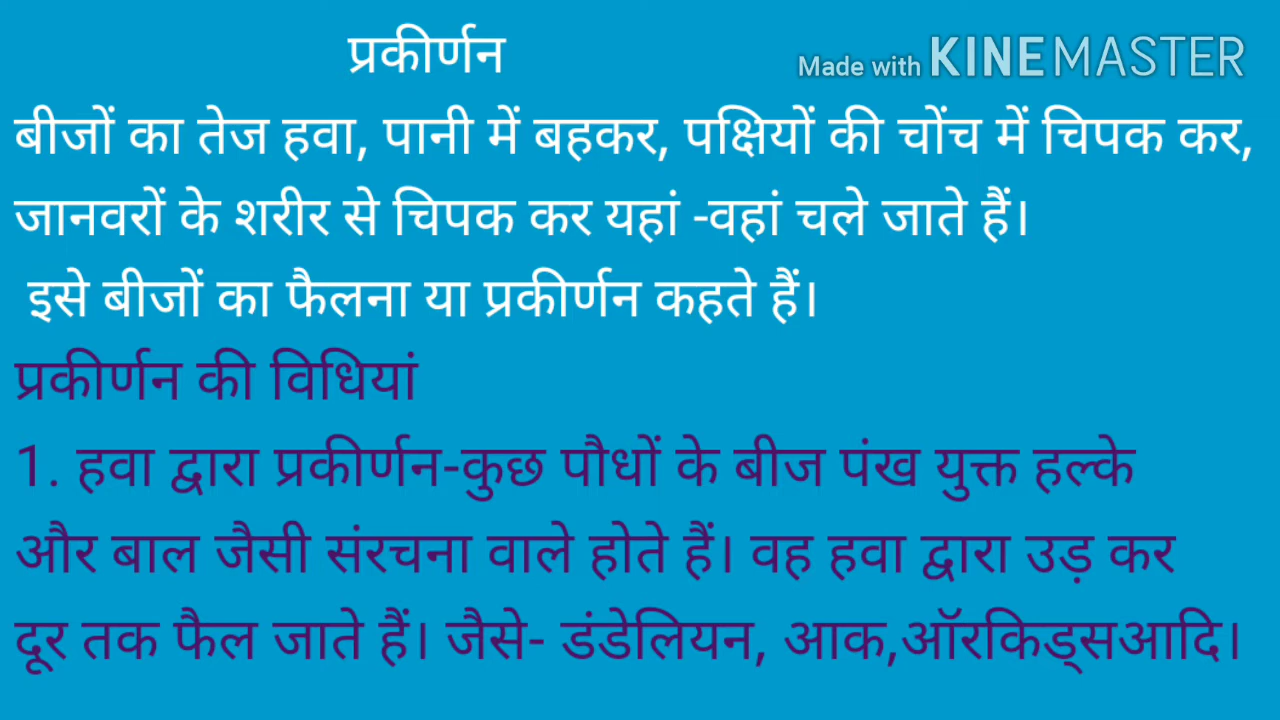 प्रकीर्णन
Made with KINEMASTER
बीजों का तेज हवा, पानी में बहकर, पक्षियों की चोंच में चिपक कर,
जानवरों के शरीर से चिपक कर यहां -वहां चले जाते हैं।
इसे बीजों का फैलना या प्रकीर्णन कहते हैं।
प्रकीर्णन की विधियां
1. हवा द्वारा प्रकीर्णन-कुछ पौधों के बीज पंख युक्त हल्के
और बाल जैसी संरचना वाले होते हैं। वह हवा द्वारा उड़ कर
दूर तक फैल जाते हैं। जैसे- डंडेलियन, आक,ऑरकिड्सआदि।